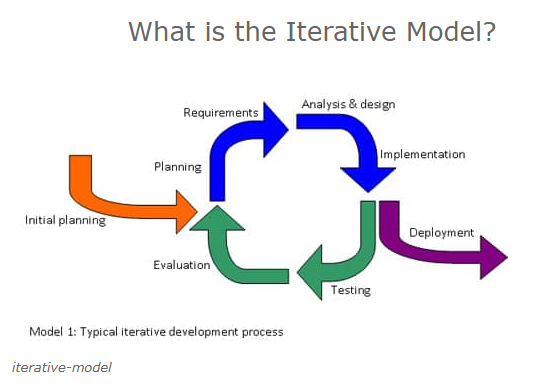 What is the Iterative Model?
Requirements
Analysis & design
Planning
Implementation
Initial planning
Deployment
Evaluation
Testing
Model 1: Typical iterative development process
iterative-model